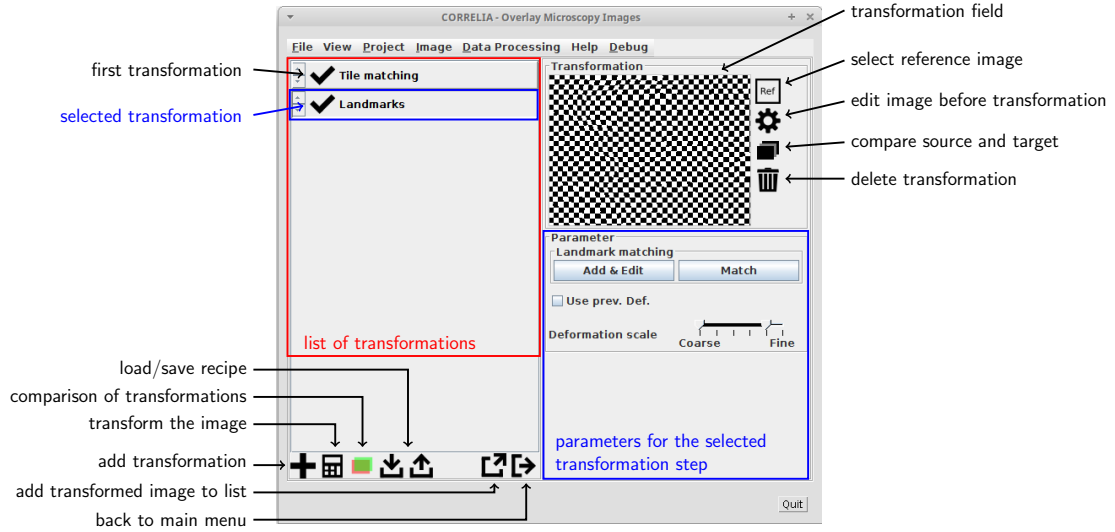 CORRELIA - Overlay Microscopy Images
File View Project Image Data Processing Help Debug
first transformation
selected transformation
Tile matching
Landmarks
list of transformations
Transformation
Ref
transformation field
select reference image
edit image before transformation
compare source and target
delete transformation
Parameter
Landmark matching
Add & Edit
Match
Use prev. Def.
Deformation scale
Coarse
Fine
parameters for the selected
transformation step
load/save recipe
comparison of transformations
transform the image
add transformation
add transformed image to list
back to main menu
Quit